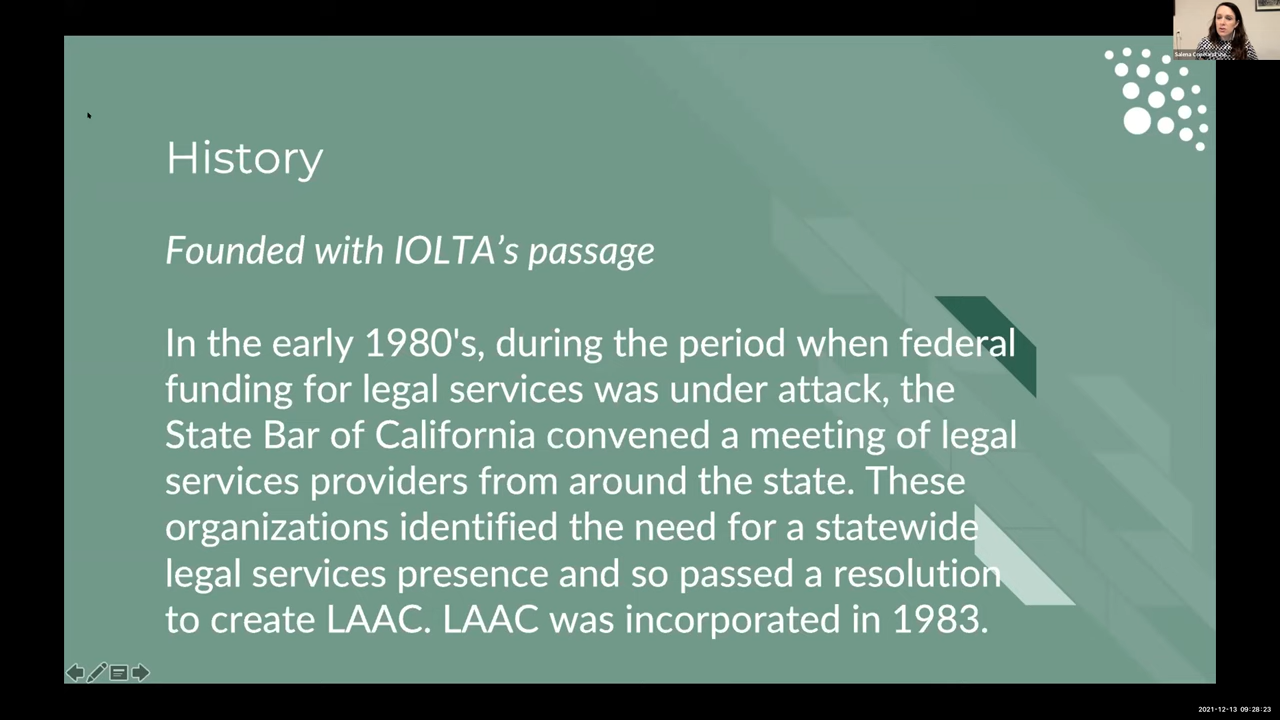 History
Founded with IOLTA’s passage
In the early 1980's, during the period when federal
funding for legal services was under attack, the
State Bar of California convened a meeting of legal
services providers from around the state. These
organizations identified the need for a statewide
legal services presence and so passed a resolution
to create LAAC. LAAC was incorporated in 1983.
2021-12-13 09:28:23